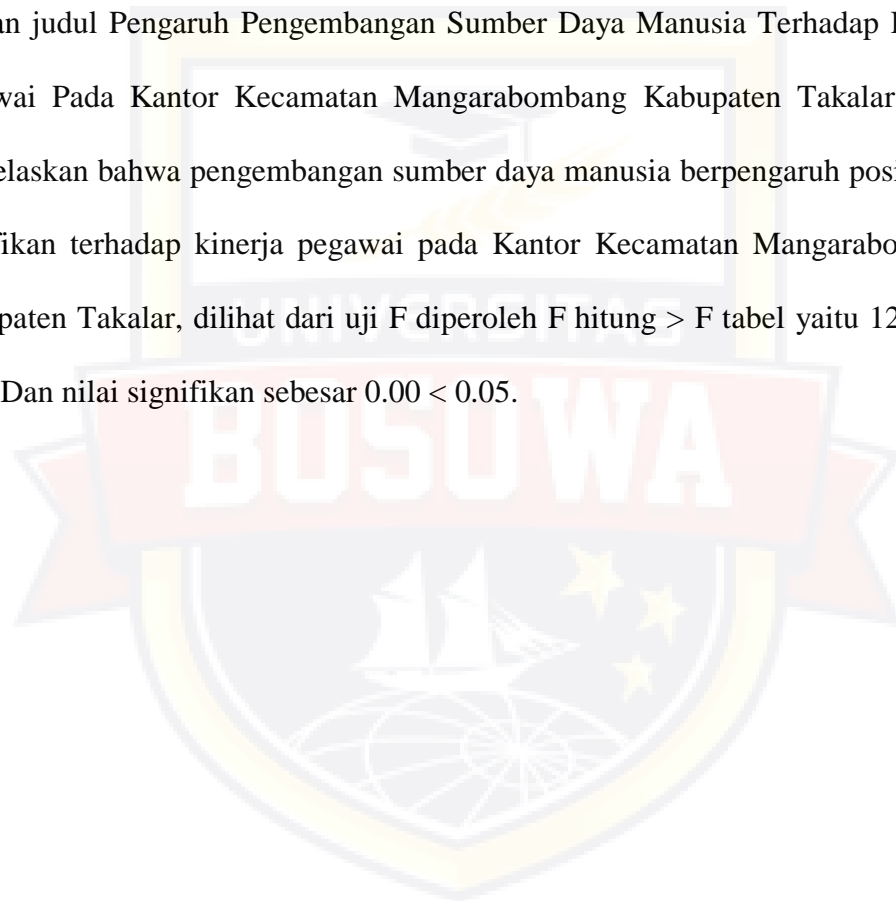 an judul Pengaruh Pengembangan Sumber Daya Manusia Terhadap
wai Pada Kantor Kecamatan Mangarabombang Kabupaten Takalar
elaskan bahwa pengembangan sumber daya manusia berpengaruh posi
fikan terhadap kinerja pegawai pada Kantor Kecamatan Mangarabo
paten Takalar, dilihat dari uji F diperoleh F hitung > F tabel yaitu 12
Dan nilai signifikan sebesar 0.00 < 0.05.
UNIVERSITAS
BOSOWA